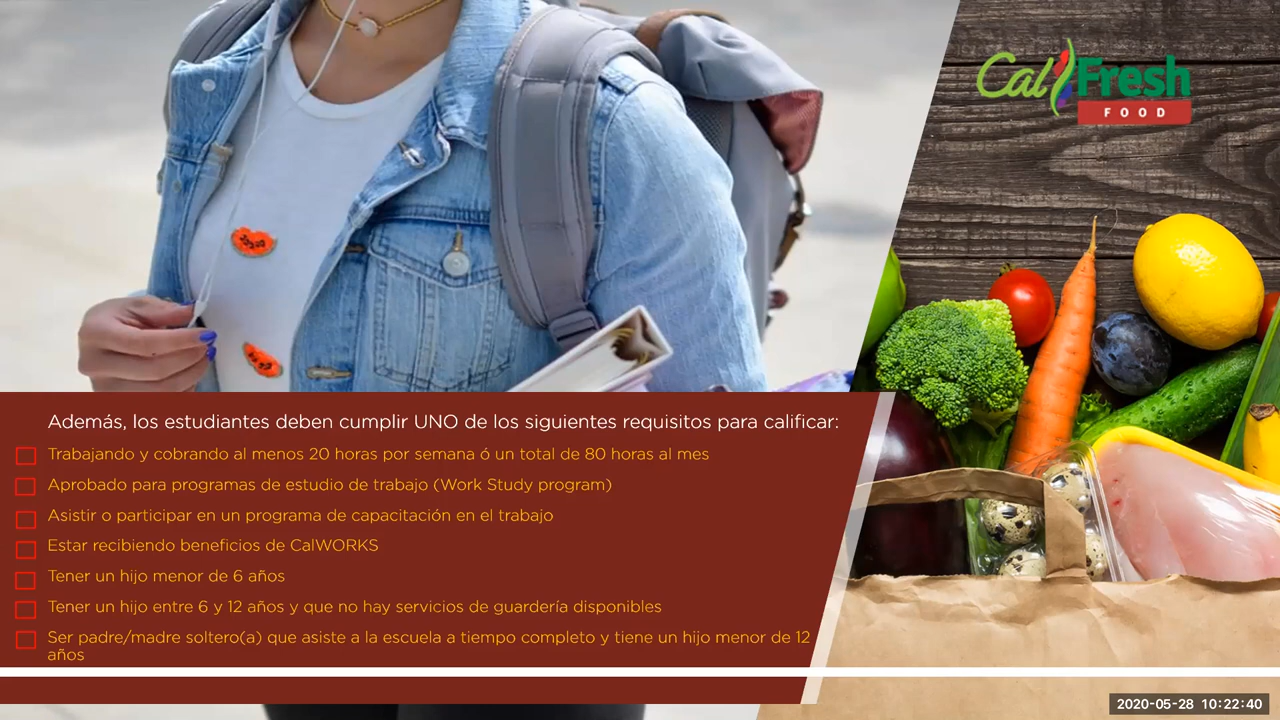 CalFresh
FOOD
Además, los estudiantes deben cumplir UNO de los siguientes requisitos para calificar:
Trabajando y cobrando al menos 20 horas por semana ó un total de 80 horas al mes
Aprobado para programas de estudio de trabajo (Work Study program)
Asistir o participar en un programa de capacitación en el trabajo
Estar recibiendo beneficios de CalWORKS
Tener un hijo menor de 6 años
Tener un hijo entre 6 y 12 años y que no hay servicios de guardería disponibles
Ser padre/madre soltero(a) que asiste a la escuela a tiempo completo y tiene un hijo menor de 12
años
2020-05-28 10:22:40